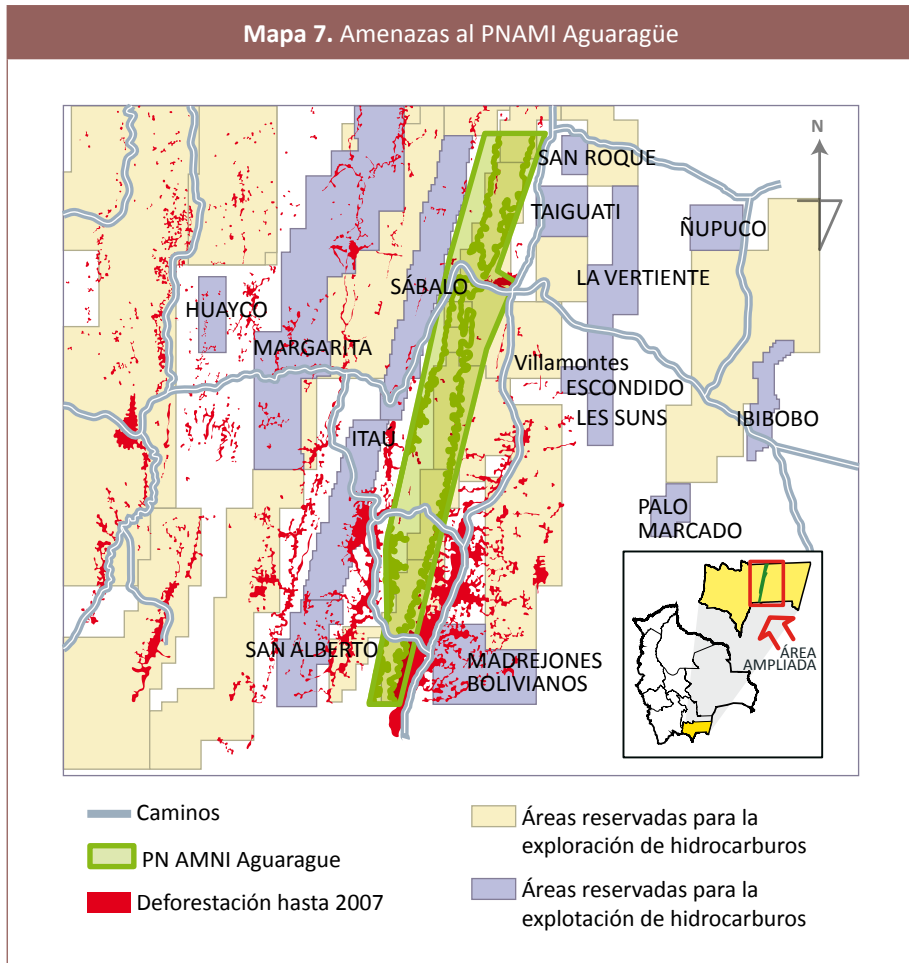 Mapa 7. Amenazas al PNAMI Aguaragüe
N
SAN ROQUE
TAIGUATI
ÑUPUCO
SÁBALO
LA VERTIENTE
HUAYCO
MARGARITA
Villamontes
ESCONDIDO
LES SUNS
IBIBOBO
ITAÚ
PALO
MARCADO
SAN ALBERTO
MADREJONES
BOLIVIANOS
ÁREA
AMPLIADA
Caminos
PN AMNI Aguarague
Deforestación hasta 2007
Áreas reservadas para la
exploración de hidrocarburos
Áreas reservadas para la
explotación de hidrocarburos